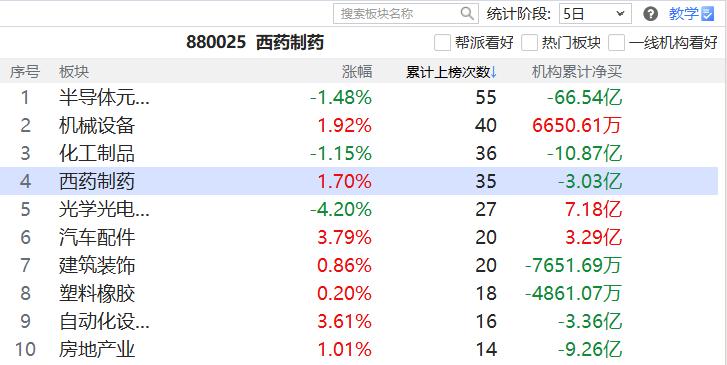 搜索板块名称 统计阶段: 5日 ? 教学
880025 西药制药 帮派看好 热门板块 一线机构看好
序号 板块 涨幅 累计上榜次数↓ 机构累计净买
1 半导体元... -1.48% 55 -66.54亿
2 机械设备 1.92% 40 6650.61万
3 化工制品 -1.15% 36 -10.87亿
4 西药制药 1.70% 35 -3.03亿
5 光学光电... -4.20% 27 7.18亿
6 汽车配件 3.79% 20 3.29亿
7 建筑装饰 0.86% 20 -7651.69万
8 塑料橡胶 0.20% 18 -4861.07万
9 自动化设... 3.61% 16 -3.36亿
10 房地产业 1.01% 14 -9.26亿